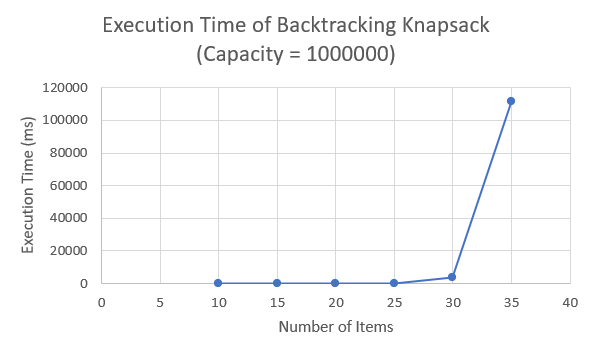 Execution Time of Backtracking Knapsack
(Capacity = 1000000)
120000
100000
80000
60000
40000
20000
0
Execution Time (ms)
0 5 10 15 20 25 30 35 40
Number of Items